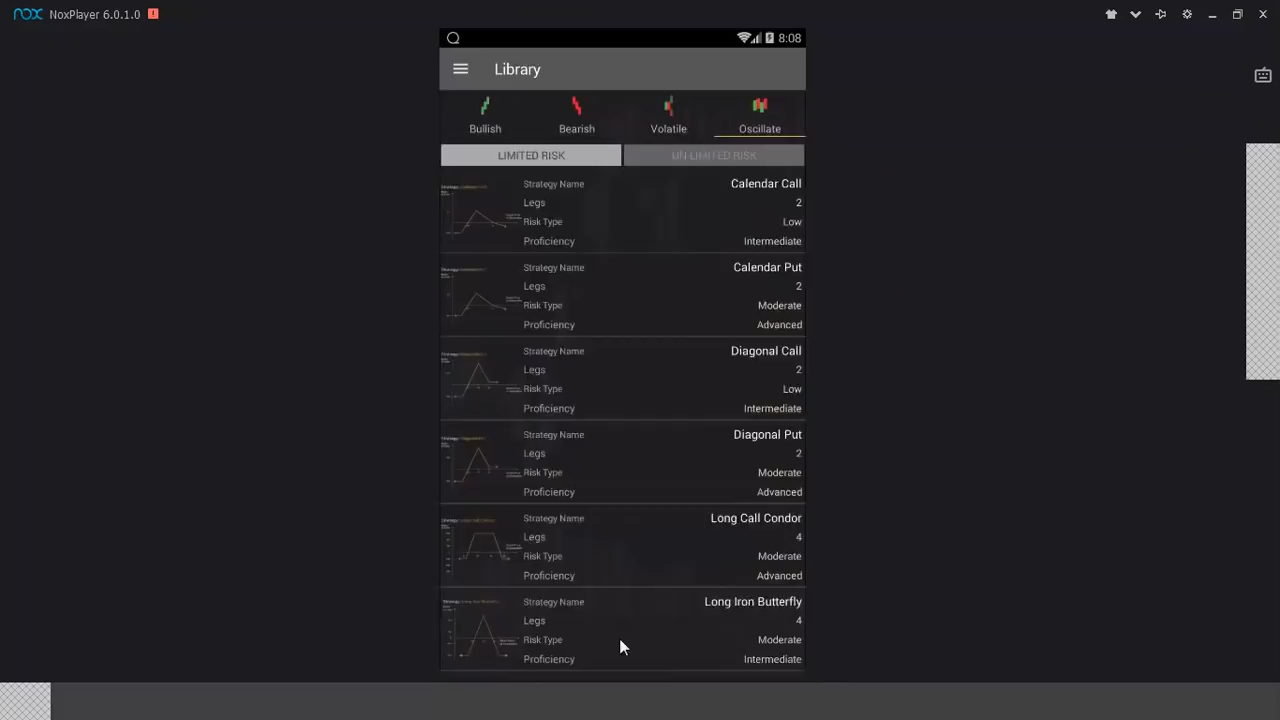 nox NoxPlayer 6.0.1.0
8:08
Library
Bullish Bearish Volatile Oscillate
LIMITED RISK UN LIMITED RISK
Strategy Name Calendar Call
Legs 2
Risk Type Low
Proficiency Intermediate
Strategy Name Calendar Put
Legs 2
Risk Type Moderate
Proficiency Advanced
Strategy Name Diagonal Call
Legs 2
Risk Type Low
Proficiency Intermediate
Strategy Name Diagonal Put
Legs 2
Risk Type Moderate
Proficiency Advanced
Strategy Name Long Call Condor
Legs 4
Risk Type Moderate
Proficiency Advanced
Strategy Name Long Iron Butterfly
Legs 4
Risk Type Moderate
Proficiency Intermediate